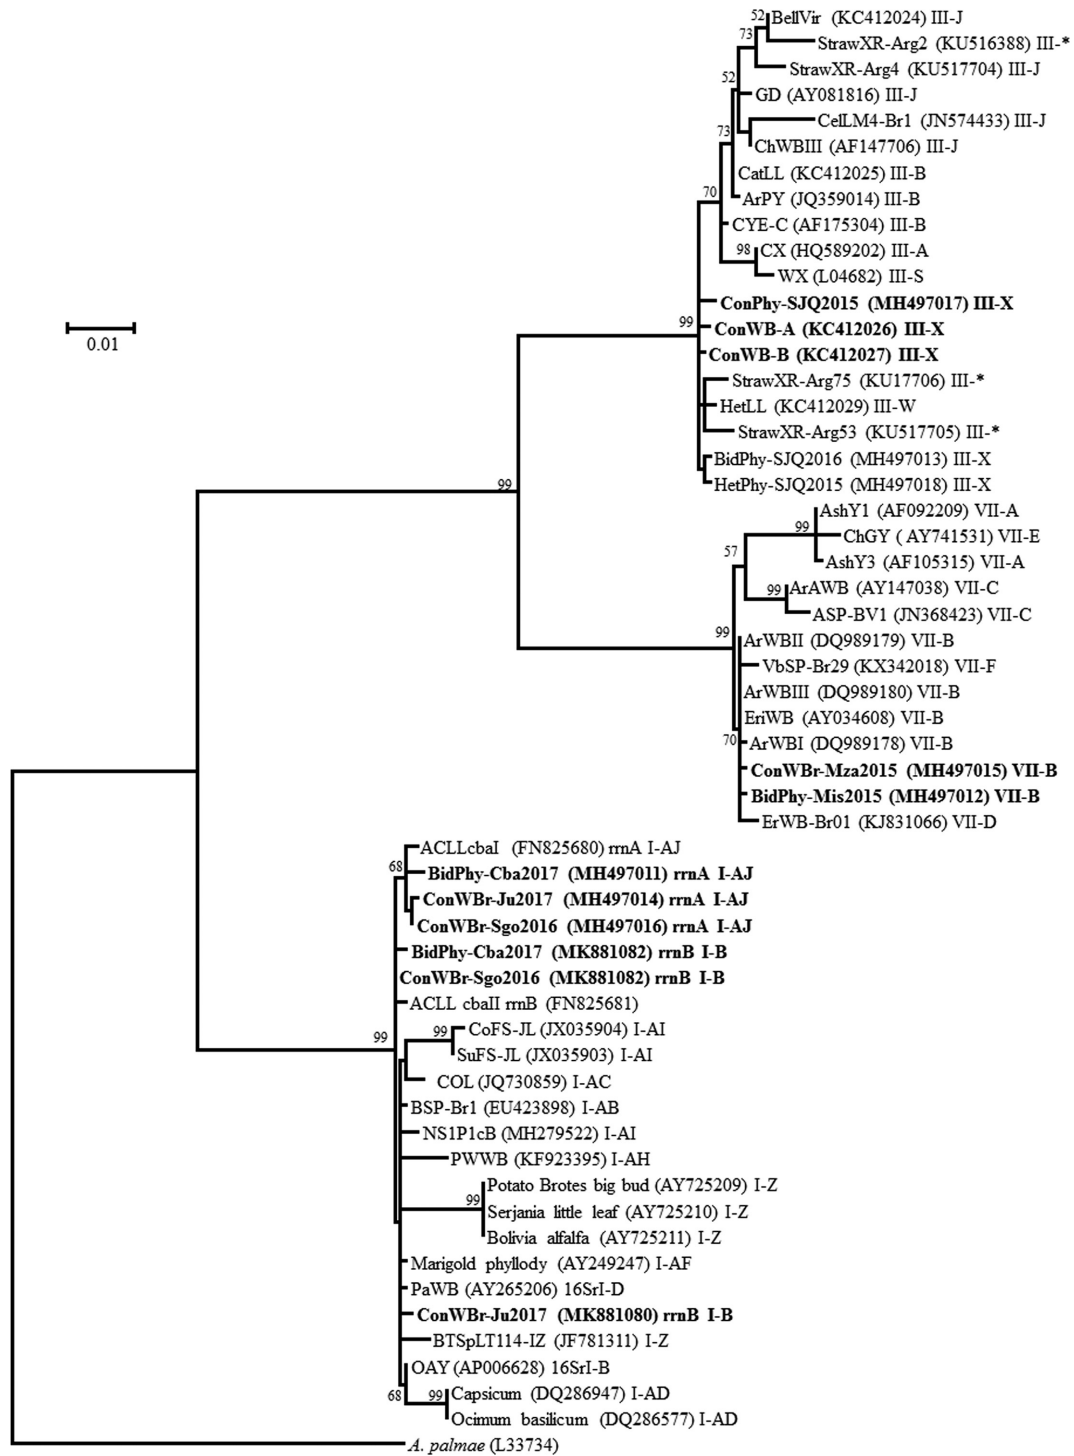 52
BellVir (KC412024) III-J
73
StrawXR-Arg2 (KU516388) III-*
StrawXR-Arg4 (KU517704) III-J
52
GD (AY081816) III-J
CelLM4-Br1 (JN574433) III-J
73
ChWBIII (AF147706) III-J
CatLL (KC412025) III-B
70
ArPY (JQ359014) III-B
CYE-C (AF175304) III-B
98
CX (HQ589202) III-A
WX (L04682) III-S
ConPhy-SJQ2015 (MH497017) III-X
99
ConWB-A (KC412026) III-X
0.01
ConWB-B (KC412027) III-X
StrawXR-Arg75 (KU17706) III-*
HetLL (KC412029) III-W
StrawXR-Arg53 (KU517705) III-*
BidPhy-SJQ2016 (MH497013) III-X
99
HetPhy-SJQ2015 (MH497018) III-X
AshY1 (AF092209) VII-A
99
ChGY ( AY741531) VII-E
57
AshY3 (AF105315) VII-A
99
ArAWB (AY147038) VII-C
ASP-BV1 (JN368423) VII-C
99
ArWBII (DQ989179) VII-B
VbSP-Br29 (KX342018) VII-F
ArWBIII (DQ989180) VII-B
EriWB (AY034608) VII-B
70
ArWBI (DQ989178) VII-B
ConWBr-Mza2015 (MH497015) VII-B
BidPhy-Mis2015 (MH497012) VII-B
ErWB-Br01 (KJ831066) VII-D
ACLLcbaI (FN825680) rrnA I-AJ
68
BidPhy-Cba2017 (MH497011) rrnA I-AJ
ConWBr-Ju2017 (MH497014) rrnA I-AJ
ConWBr-Sgo2016 (MH497016) rrnA I-AJ
BidPhy-Cba2017 (MK881082) rrnB I-B
ConWBr-Sgo2016 (MK881082) rrnB I-B
ACLL cbaII rrnB (FN825681)
99
99
CoFS-JL (JX035904) I-AI
SuFS-JL (JX035903) I-AI
COL (JQ730859) I-AC
BSP-Br1 (EU423898) I-AB
NS1P1cB (MH279522) I-AI
PWWB (KF923395) I-AH
Potato Brotes big bud (AY725209) I-Z
99
Serjania little leaf (AY725210) I-Z
Bolivia alfalfa (AY725211) I-Z
Marigold phyllody (AY249247) I-AF
PaWB (AY265206) 16SrI-D
ConWBr-Ju2017 (MK881080) rrnB I-B
BTSpLT114-IZ (JF781311) I-Z
OAY (AP006628) 16SrI-B
68
99
Capsicum (DQ286947) I-AD
Ocimum basilicum (DQ286577) I-AD
A. palmae (L33734)